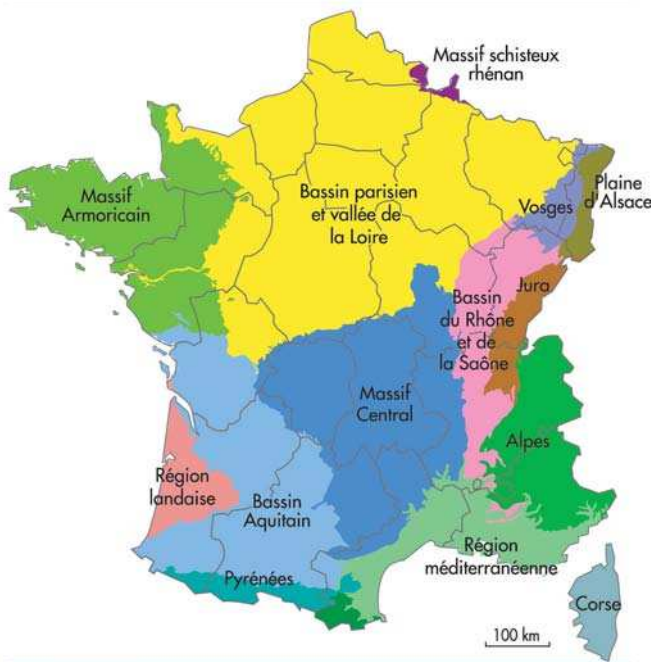 Massif schisteux
rhénan
Massif
Armoricain
Bassin parisien
et vallée de
la Loire
Vosges
Plaine
d'Alsace
Jura
Bassin
du Rhône
et de
la Saône
Massif
Central
Alpes
Région
landaise
Bassin
Aquitain
Région
méditerranéenne
Pyrénées
Corse
100 km